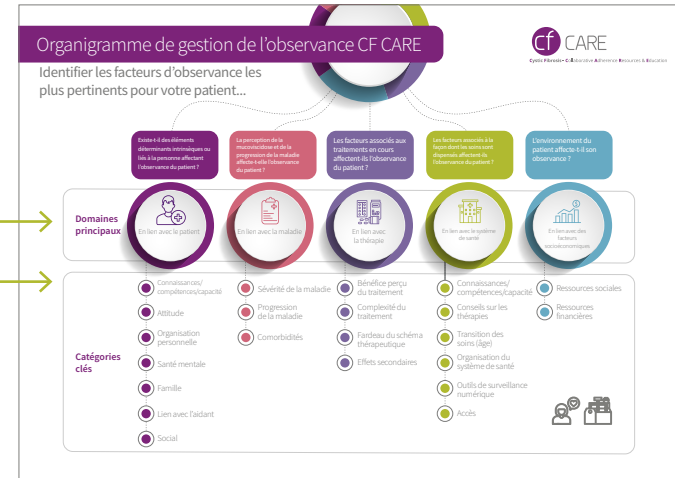 Organigramme de gestion de l'observance CF CARE
cf CARE
Cystic Fibrosis • Collaborative Adherence Resources & Education
Identifier les facteurs d'observance les
plus pertinents pour votre patient...
Existe-t-il des éléments
déterminants intrinsèques ou
liés à la personne affectant
l'observance du patient ?
La perception de la
mucoviscidose et de la
progression de la maladie
affecte-t-elle l'observance
du patient ?
Les facteurs associés aux
traitements en cours
affectent-ils l'observance
du patient ?
Les facteurs associés à la
façon dont les soins sont
dispensés affectent-ils
l'observance du patient ?
L'environnement du
patient affecte-t-il son
observance ?
Domaines
principaux
En lien avec le patient
En lien avec la maladie
En lien avec
la thérapie
En lien avec le système
de santé
En lien avec des
facteurs
socioéconomiques
Catégories
clés
Connaissances/
compétences/capacité)
Attitude
Organisation
personnelle
Santé mentale
Famille
Lien avec l'aidant
Social
Sévérité de la maladie
Progression
de la maladie
Comorbidités
Bénéfice perçu
du traitement
Complexité du
traitement
Fardeau du schéma
thérapeutique
Effets secondaires
Connaissances/
compétences/capacité
Conseils sur les
thérapies
Transition des
soins (âge)
Organisation du
système de santé
Outils de surveillance
numérique
Accès
Ressources sociales
Ressources
financières